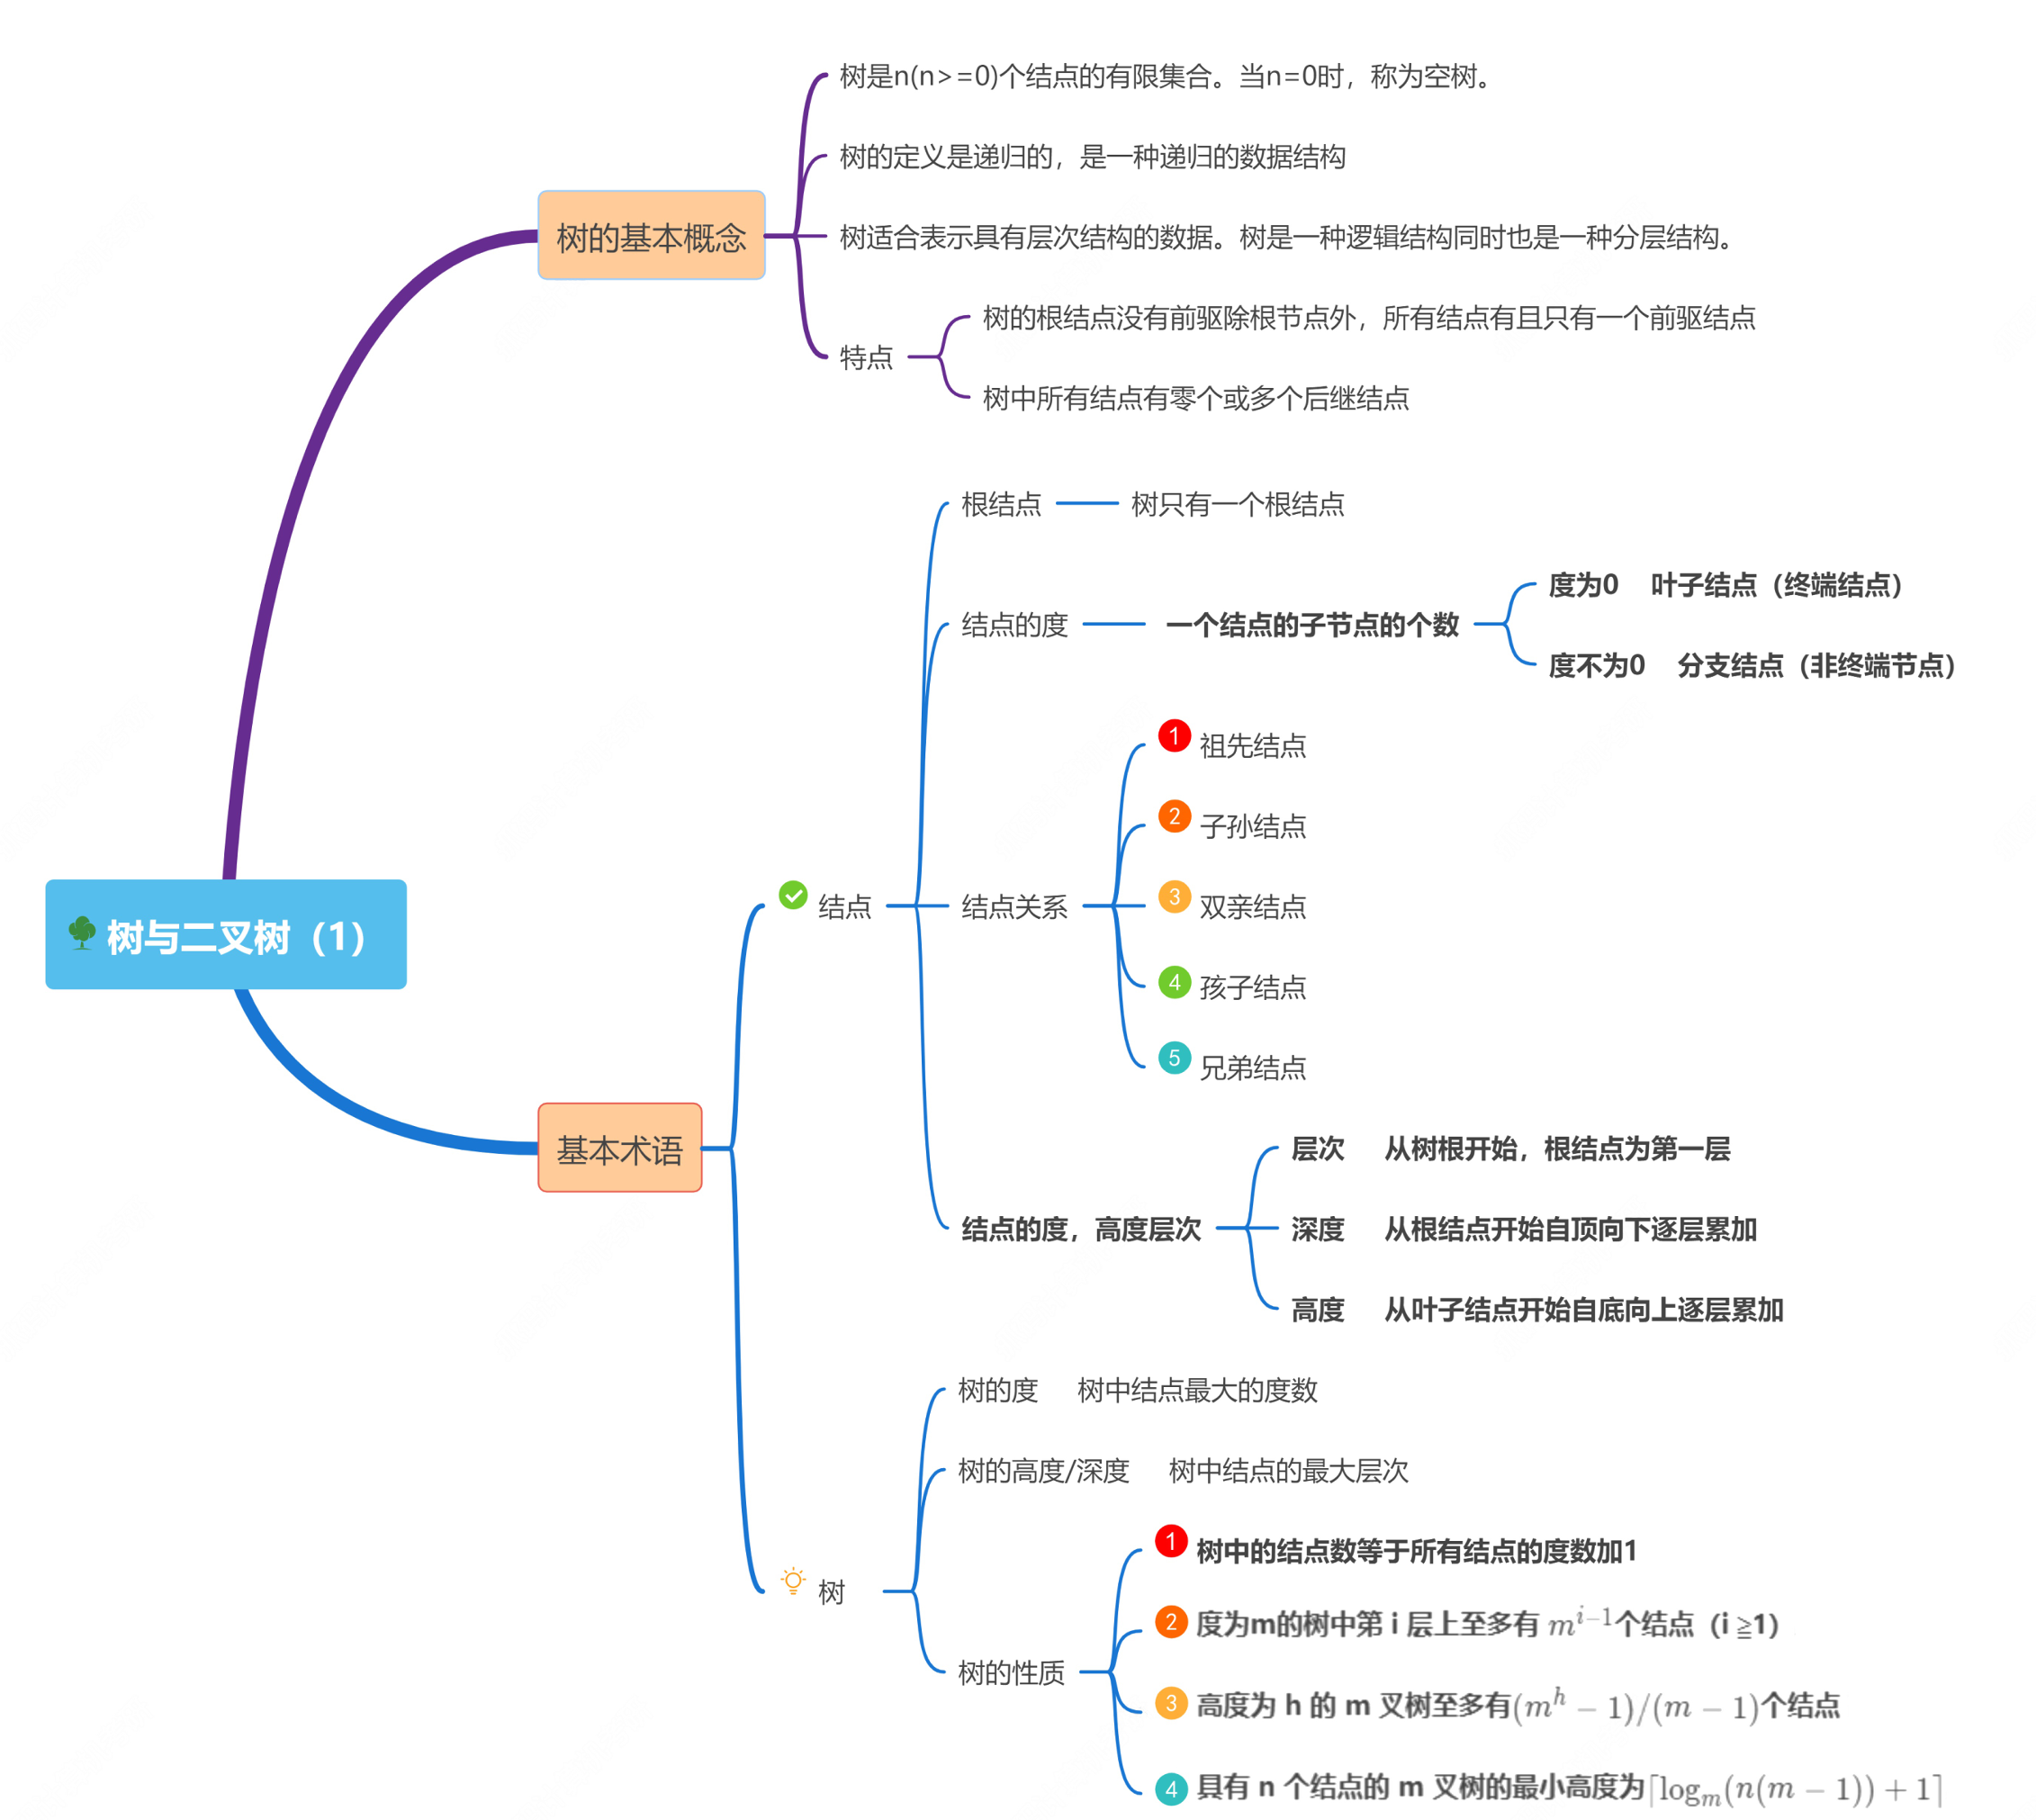 树是n(n>=0)个结点的有限集合。当n=0时，称为空树。
树的定义是递归的，是一种递归的数据结构
树的基本概念
树适合表示具有层次结构的数据。树是一种逻辑结构同时也是一种分层结构。
特点
树的根结点没有前驱除根节点外，所有结点有且只有一个前驱结点
树中所有结点有零个或多个后继结点
树与二叉树（1）
基本术语
结点
根结点 树只有一个根结点
结点的度 一个结点的子节点的个数
度为0 叶子结点（终端结点）
度不为0 分支结点（非终端节点）
结点关系
1 祖先结点
2 子孙结点
3 双亲结点
4 孩子结点
5 兄弟结点
结点的度，高度层次
层次 从树根开始，根结点为第一层
深度 从根结点开始自顶向下逐层累加
高度 从叶子结点开始自底向上逐层累加
树
树的度 树中结点最大的度数
树的高度/深度 树中结点的最大层次
树的性质
1 树中的结点数等于所有结点的度数加1
2 度为m的树中第 i 层上至多有 m^{i-1}个结点（i ≧1）
3 高度为 h 的 m 叉树至多有(m^h − 1)/(m − 1)个结点
4 具有 n 个结点的 m 叉树的最小高度为⌈log_m(n(m − 1)) + 1⌉